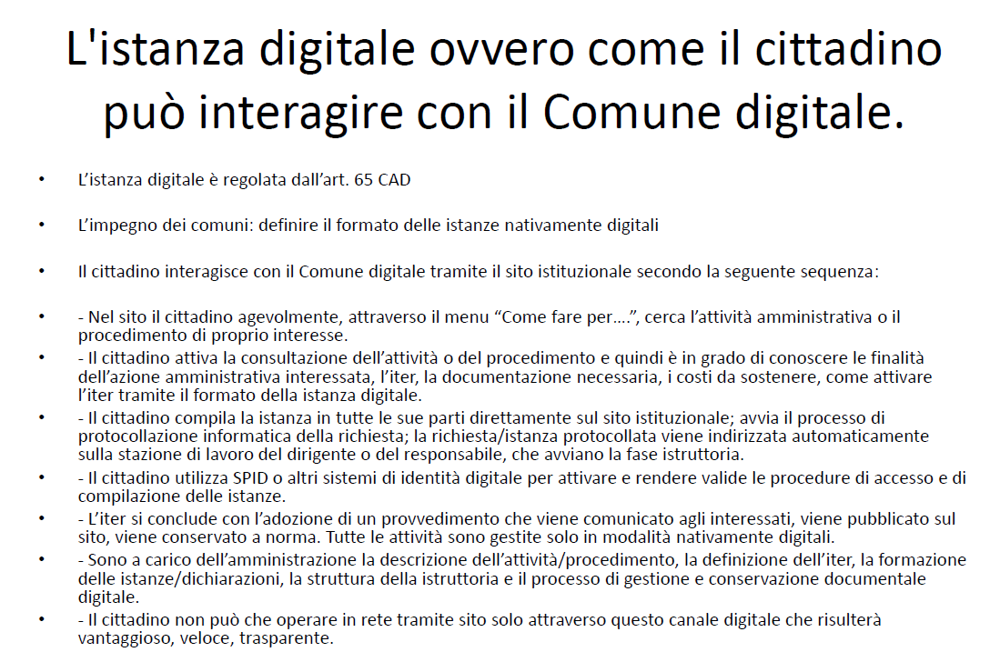 L'istanza digitale ovvero come il cittadino
può interagire con il Comune digitale.
• L’istanza digitale è regolata dall’art. 65 CAD
• L’impegno dei comuni: definire il formato delle istanze nativamente digitali
• Il cittadino interagisce con il Comune digitale tramite il sito istituzionale secondo la seguente sequenza:
• - Nel sito il cittadino agevolmente, attraverso il menu “Come fare per….”, cerca l’attività amministrativa o il
procedimento di proprio interesse.
• - Il cittadino attiva la consultazione dell’attività o del procedimento e quindi è in grado di conoscere le finalità
dell’azione amministrativa interessata, l’iter, la documentazione necessaria, i costi da sostenere, come attivare
l’iter tramite il formato della istanza digitale.
• - Il cittadino compila la istanza in tutte le sue parti direttamente sul sito istituzionale; avvia il processo di
protocollazione informatica della richiesta; la richiesta/istanza protocollata viene indirizzata automaticamente
sulla stazione di lavoro del dirigente o del responsabile, che avviano la fase istruttoria.
• - Il cittadino utilizza SPID o altri sistemi di identità digitale per attivare e rendere valide le procedure di accesso e di
compilazione delle istanze.
• - L’iter si conclude con l’adozione di un provvedimento che viene comunicato agli interessati, viene pubblicato sul
sito, viene conservato a norma. Tutte le attività sono gestite solo in modalità nativamente digitali.
• - Sono a carico dell’amministrazione la descrizione dell’attività/procedimento, la definizione dell’iter, la formazione
delle istanze/dichiarazioni, la struttura della istruttoria e il processo di gestione e conservazione documentale
digitale.
• - Il cittadino non può che operare in rete tramite sito solo attraverso questo canale digitale che risulterà
vantaggioso, veloce, trasparente.